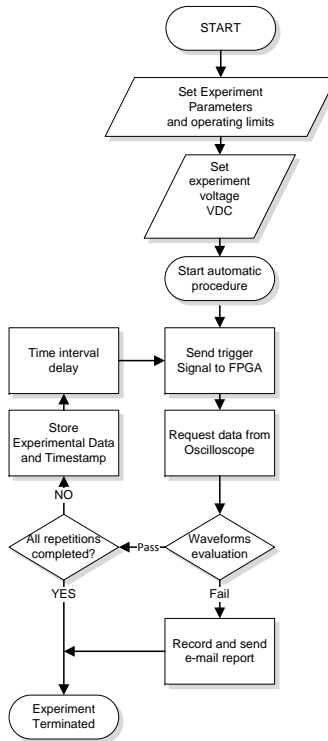 START
Set Experiment
Parameters
and operating limits
Set
experiment
voltage
VDC
Start automatic
procedure
Time interval
delay
Send trigger
Signal to FPGA
Store
Experimental Data
and Timestamp
Request data from
Oscilloscope
NO
All repetitions
completed?
Pass
Waveforms
evaluation
YES
Fail
Record and send
e-mail report
Experiment
Terminated